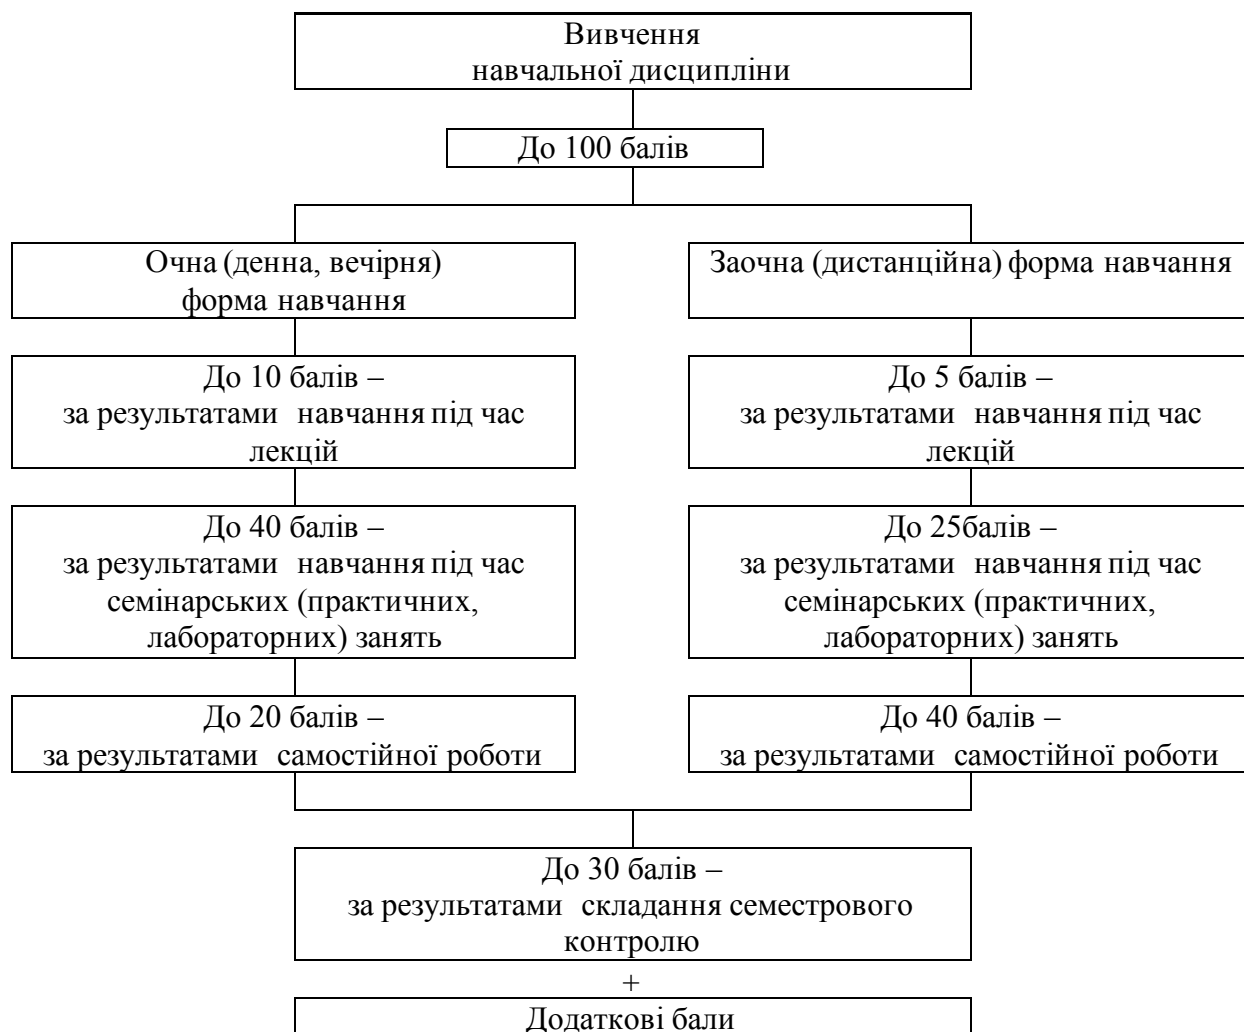 Вивчення
навчальної дисципліни
До 100 балів
Очна (денна, вечірня)
форма навчання
Заочна (дистанційна) форма навчання
До 10 балів –
за результатами навчання під час
лекцій
До 5 балів –
за результатами навчання під час
лекцій
До 40 балів –
за результатами навчання під час
семінарських (практичних,
лабораторних) занять
До 25балів –
за результатами навчання під час
семінарських (практичних,
лабораторних) занять
До 20 балів –
за результатами самостійної роботи
До 40 балів –
за результатами самостійної роботи
До 30 балів –
за результатами складання семестрового
контролю
+
Додаткові бали